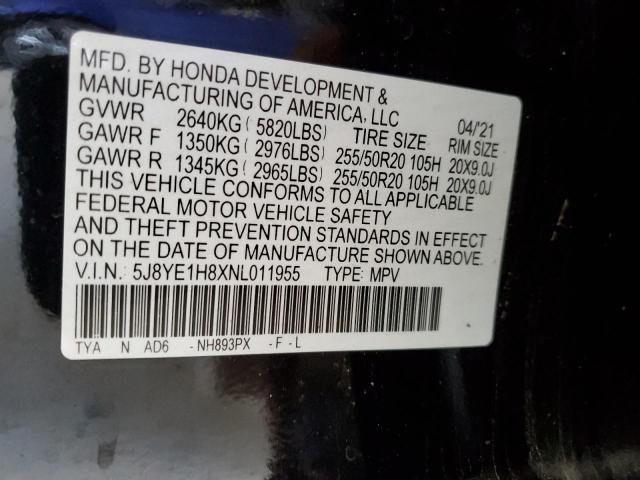 MFD. BY HONDA DEVELOPMENT &
MANUFACTURING OF AMERICA, LLC 04/'21
GVWR 2640KG ( 5820LBS) TIRE SIZE RIM SIZE
GAWR F 1350KG ( 2976LBS) 255/50R20 105H 20X9.0J
GAWR R 1345KG ( 2965LBS) 255/50R20 105H 20X9.0J
THIS VEHICLE CONFORMS TO ALL APPLICABLE
FEDERAL MOTOR VEHICLE SAFETY
AND THEFT PREVENTION STANDARDS IN EFFECT
ON THE DATE OF MANUFACTURE SHOWN ABOVE.
V.I.N.: 5J8YE1H8XNL011955 TYPE: MPV
TYA N AD6 -NH893PX -F-L